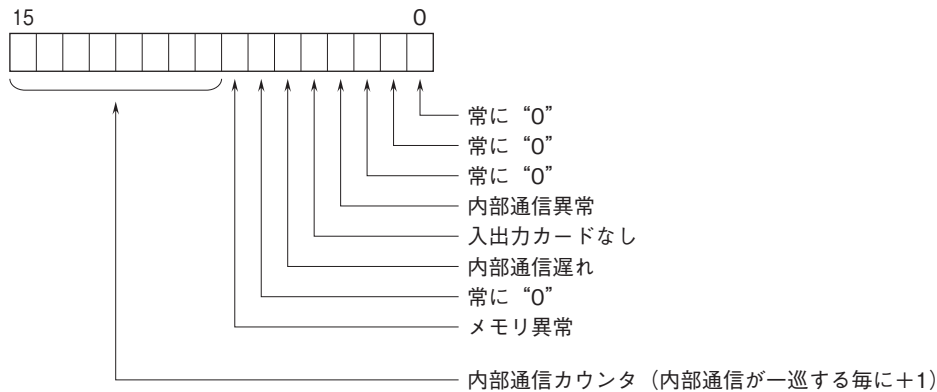 15 0
常に “0”
常に “0”
常に “0”
内部通信異常
入出力カードなし
内部通信遅れ
常に “0”
メモリ異常
内部通信カウンタ（内部通信が一巡する毎に＋1）